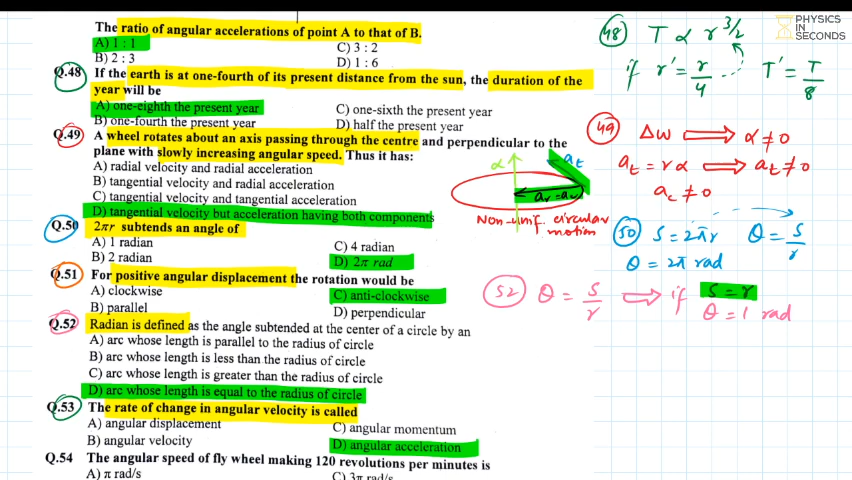 The ratio of angular accelerations of point A to that of B.
A) 1 : 1 C) 3 : 2
B) 2 : 3 D) 1 : 6
Q.48 If the earth is at one-fourth of its present distance from the sun, the duration of the
year will be
A) one-eighth the present year C) one-sixth the present year
B) one-fourth the present year D) half the present year
Q.49 A wheel rotates about an axis passing through the centre and perpendicular to the
plane with slowly increasing angular speed. Thus it has:
A) radial velocity and radial acceleration
B) tangential velocity and radial acceleration
C) tangential velocity and tangential acceleration
D) tangential velocity but acceleration having both components
Q.50 2πr subtends an angle of
A) 1 radian C) 4 radian
B) 2 radian D) 2π rad
Q.51 For positive angular displacement the rotation would be
A) clockwise C) anti-clockwise
B) parallel D) perpendicular
Q.52 Radian is defined as the angle subtended at the center of a circle by an
A) arc whose length is parallel to the radius of circle
B) arc whose length is less than the radius of circle
C) arc whose length is greater than the radius of circle
D) arc whose length is equal to the radius of circle
Q.53 The rate of change in angular velocity is called
A) angular displacement C) angular momentum
B) angular velocity D) angular acceleration
Q.54 The angular speed of fly wheel making 120 revolutions per minutes is
A) π rad/s C) 3π rad/s
PHYSICS
IN
SECONDS
48 T ∝ r^3/2
if r' = r/4 T' = T/8
49 Δw ⟹ α ≠ 0
at = rα ⟹ at ≠ 0
ac ≠ 0
α at
ar = ac
Non-unif. circular
motion
50 S = 2πr θ = S/r
θ = 2π rad
52 θ = S/r ⟹ if S = r
θ = 1 rad